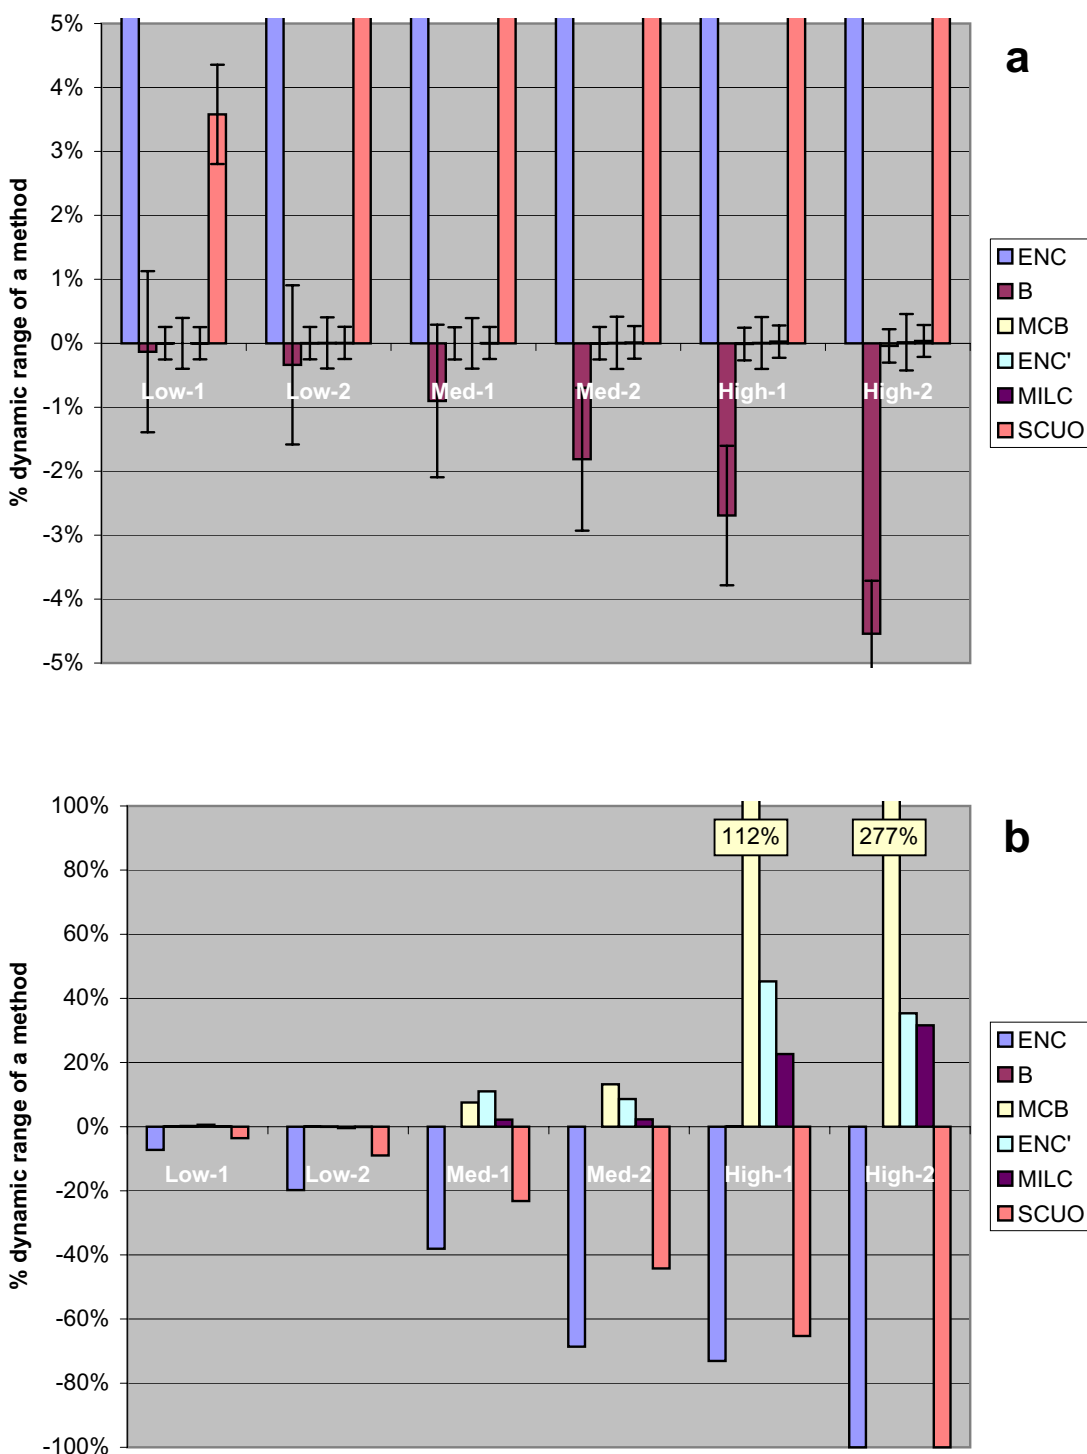 a
5%
4%
3%
2%
1%
0%
-1%
-2%
-3%
-4%
-5%
% dynamic range of a method
Low-1 Low-2 Med-1 Med-2 High-1 High-2
ENC
B
MCB
ENC'
MILC
SCUO
b
100%
80%
60%
40%
20%
0%
-20%
-40%
-60%
-80%
-100%
% dynamic range of a method
112% 277%
Low-1 Low-2 Med-1 Med-2 High-1 High-2
ENC
B
MCB
ENC'
MILC
SCUO